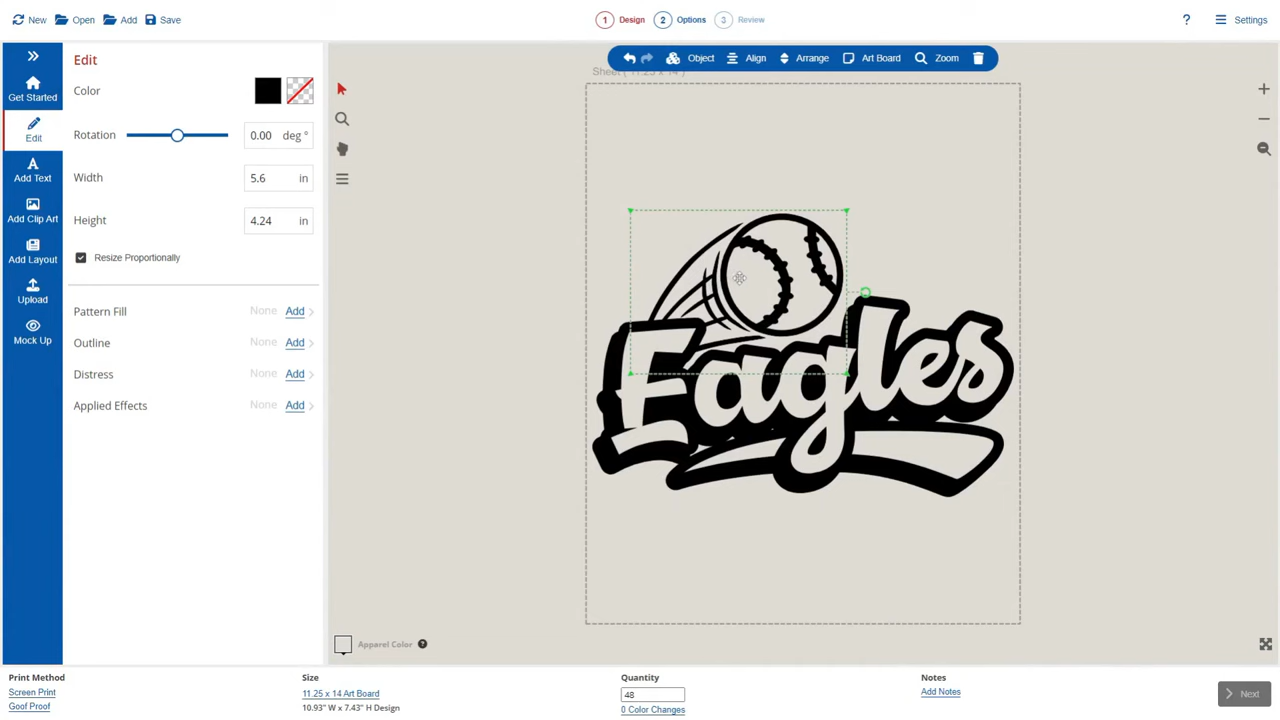 New Open Add Save
1 Design 2 Options 3 Review
? Settings
Get Started
Edit
Add Text
Add Clip Art
Add Layout
Upload
Mock Up
Edit
Color
Rotation 0.00 deg °
Width 5.6 in
Height 4.24 in
Resize Proportionally
Pattern Fill None Add
Outline None Add
Distress None Add
Applied Effects None Add
Object Align Arrange Art Board Zoom
Sheet ( 11.25 x 14 )
Eagles
Apparel Color ?
Print Method
Screen Print
Goof Proof
Size
11.25 x 14 Art Board
10.93" W x 7.43" H Design
Quantity
48
0 Color Changes
Notes
Add Notes
Next